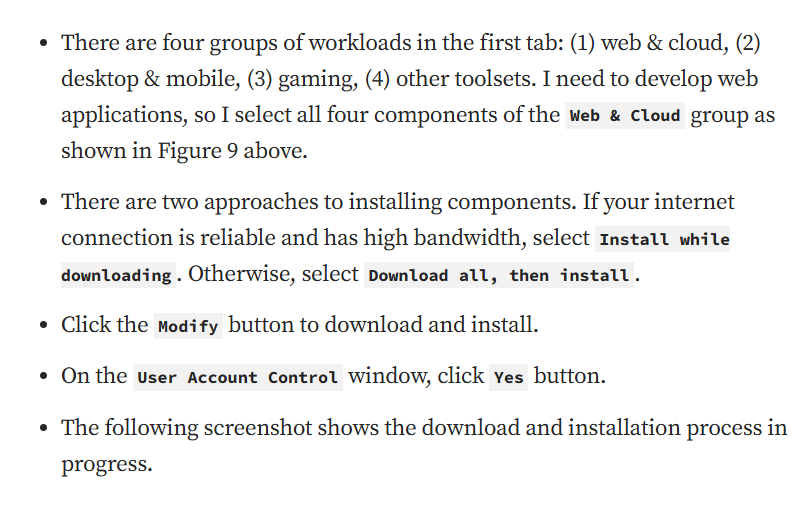 There are four groups of workloads in the first tab: (1) web & cloud, (2)
desktop & mobile, (3) gaming, (4) other toolsets. I need to develop web
applications, so I select all four components of the Web & Cloud group as
shown in Figure 9 above.
There are two approaches to installing components. If your internet
connection is reliable and has high bandwidth, select Install while
downloading. Otherwise, select Download all, then install.
Click the Modify button to download and install.
On the User Account Control window, click Yes button.
The following screenshot shows the download and installation process in
progress.